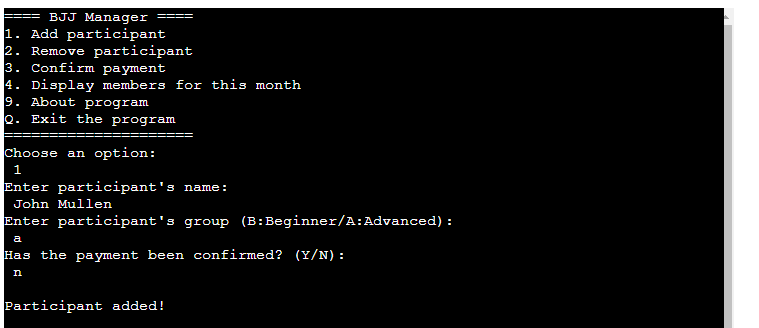 ==== BJJ Manager ====
1. Add participant
2. Remove participant
3. Confirm payment
4. Display members for this month
9. About program
Q. Exit the program
=====================
Choose an option:
1
Enter participant's name:
John Mullen
Enter participant's group (B:Beginner/A:Advanced):
a
Has the payment been confirmed? (Y/N):
n
Participant added!